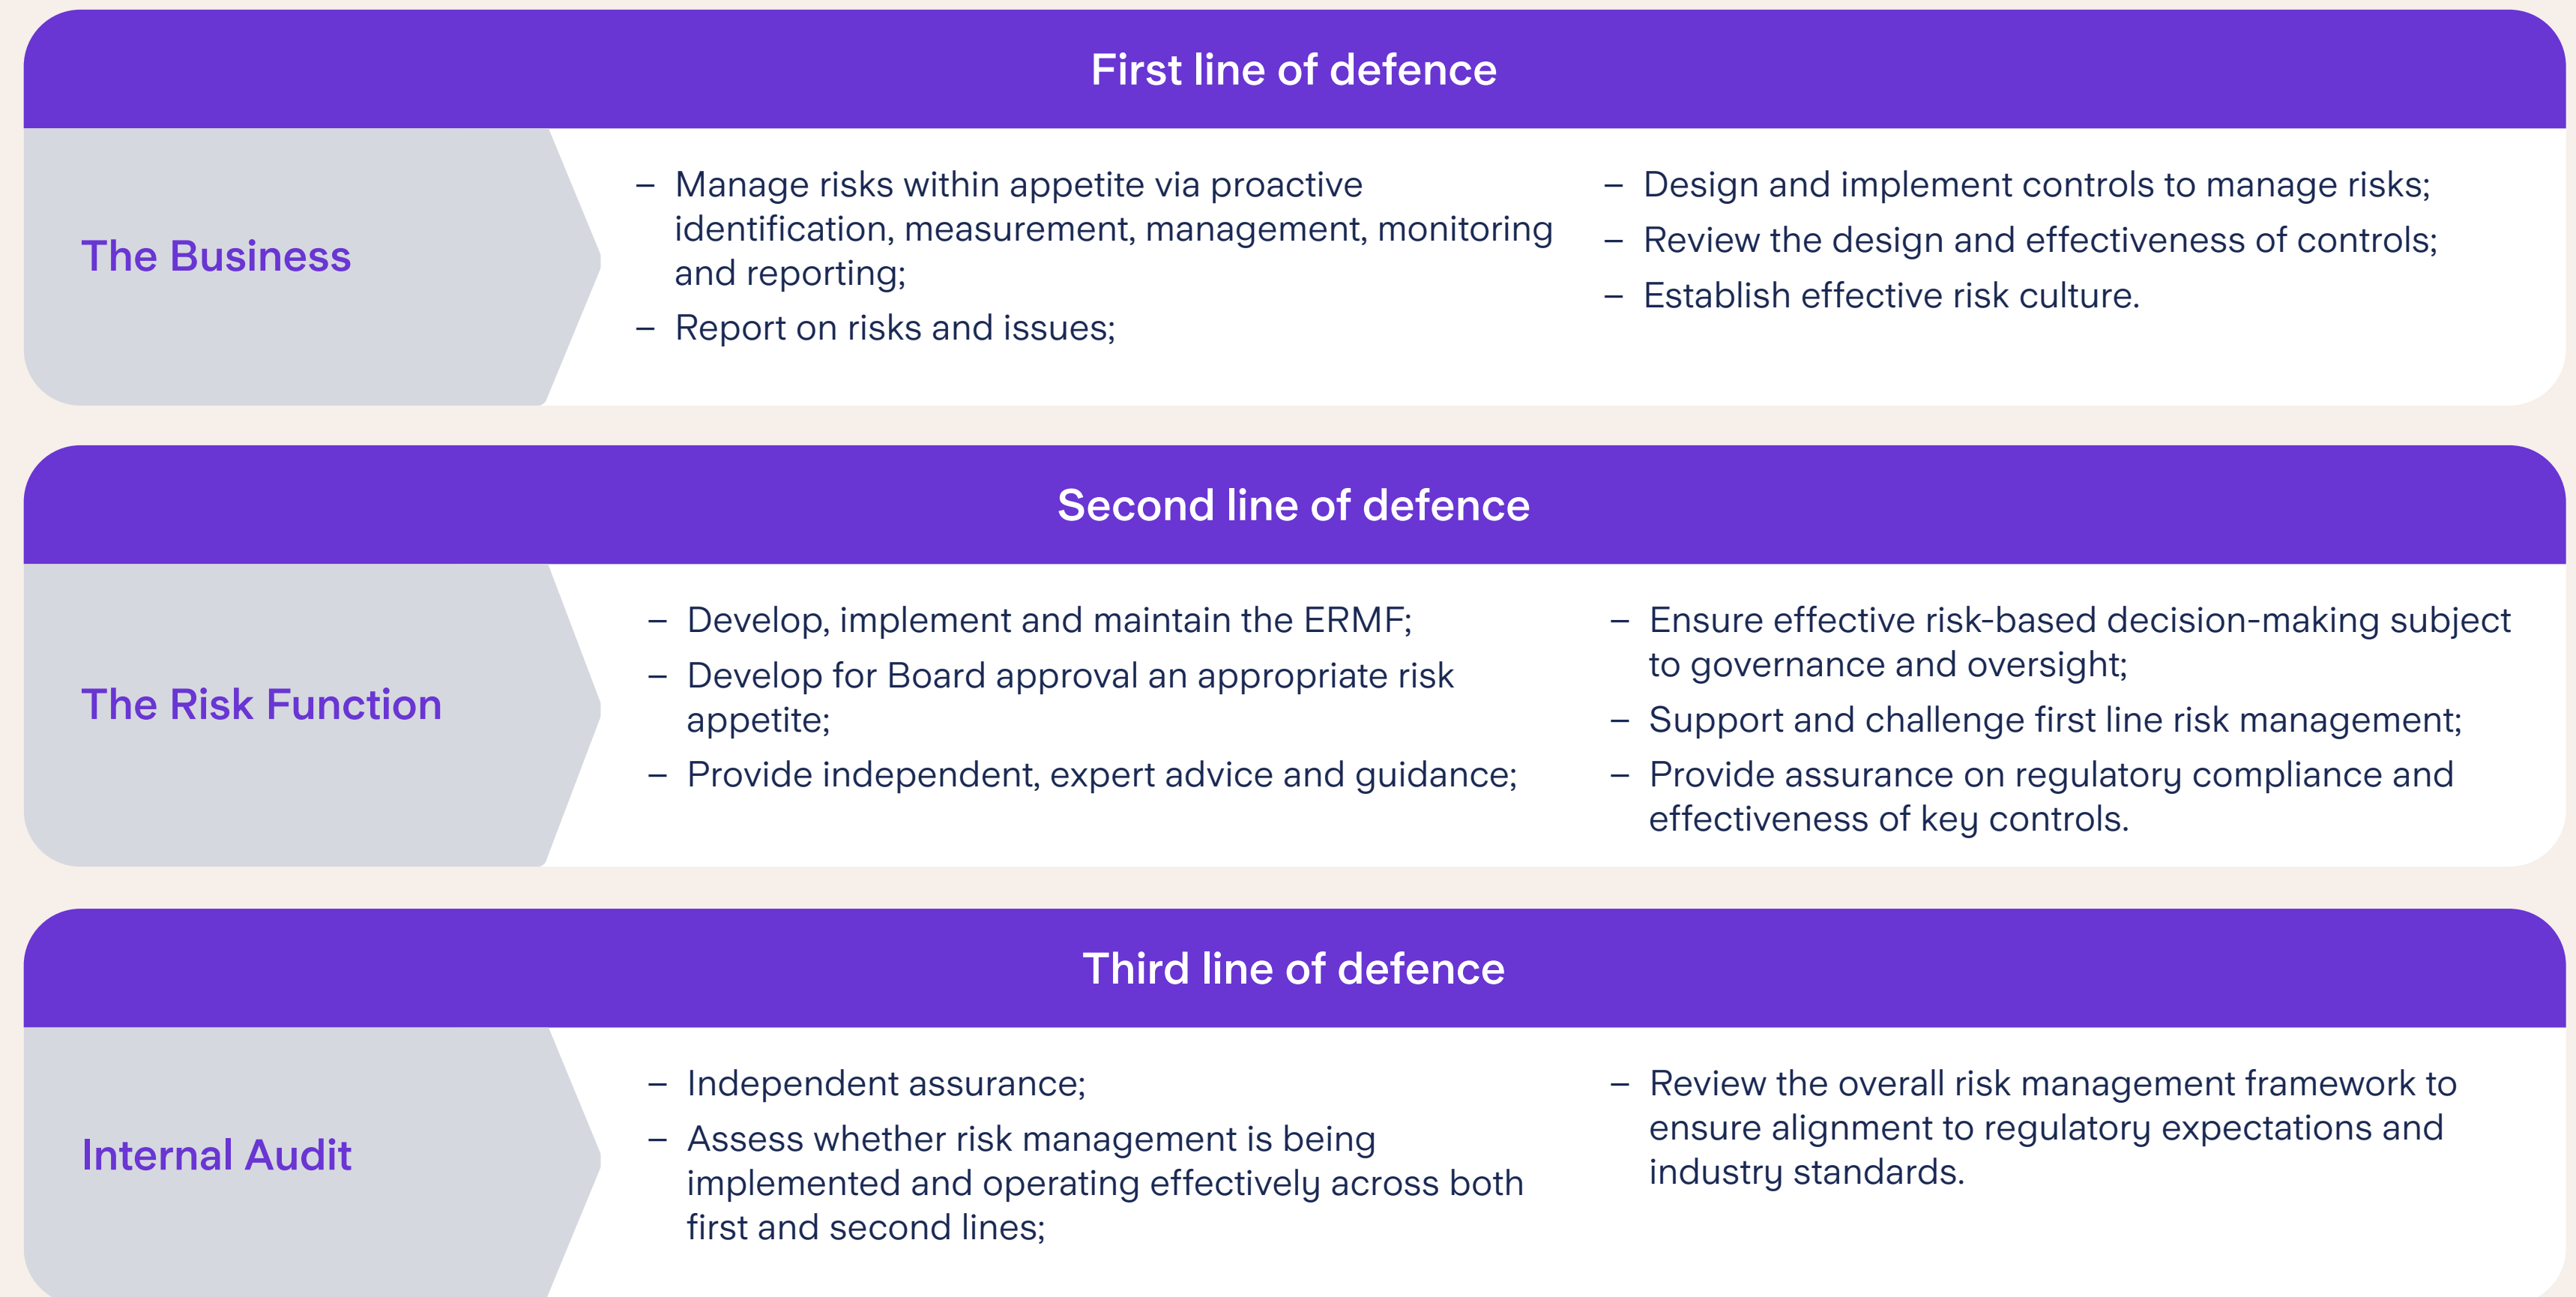 First line of defence
The Business
– Manage risks within appetite via proactive
identification, measurement, management, monitoring
and reporting;
– Report on risks and issues;
– Design and implement controls to manage risks;
– Review the design and effectiveness of controls;
– Establish effective risk culture.
Second line of defence
The Risk Function
– Develop, implement and maintain the ERMF;
– Develop for Board approval an appropriate risk
appetite;
– Provide independent, expert advice and guidance;
– Ensure effective risk-based decision-making subject
to governance and oversight;
– Support and challenge first line risk management;
– Provide assurance on regulatory compliance and
effectiveness of key controls.
Third line of defence
Internal Audit
– Independent assurance;
– Assess whether risk management is being
implemented and operating effectively across both
first and second lines;
– Review the overall risk management framework to
ensure alignment to regulatory expectations and
industry standards.